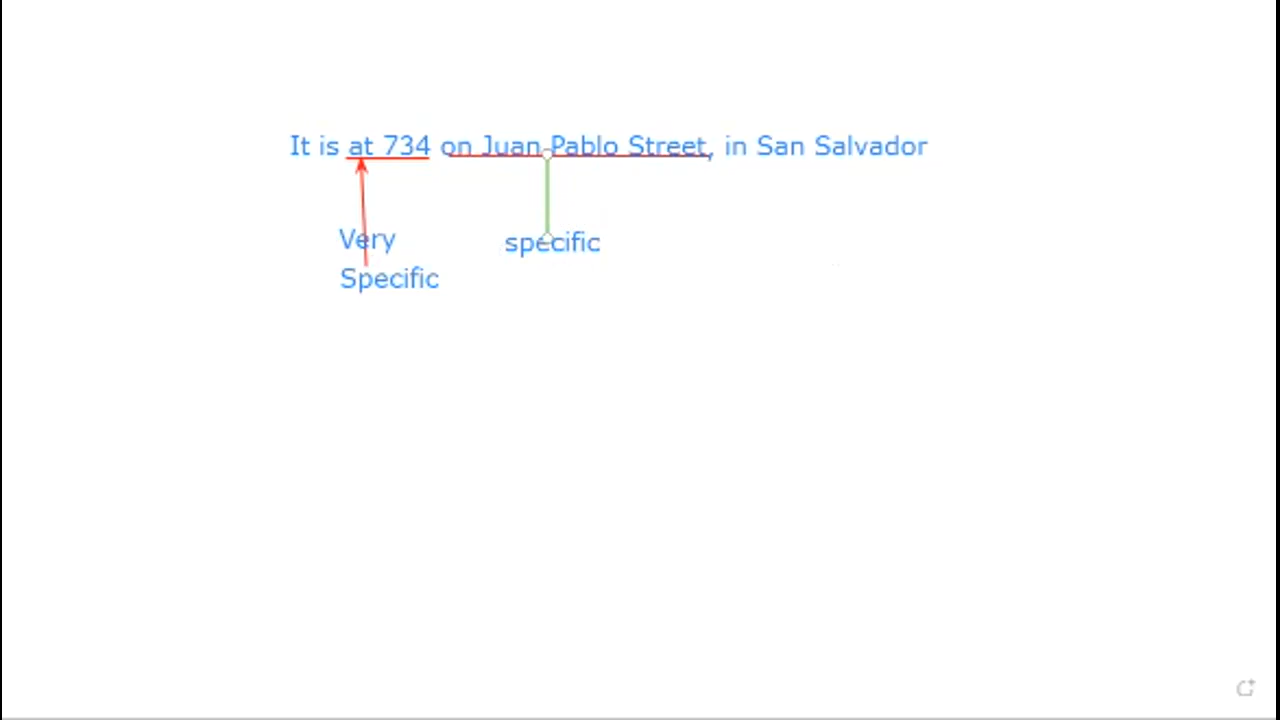 It is at 734 on Juan Pablo Street, in San Salvador
Very specific
Specific